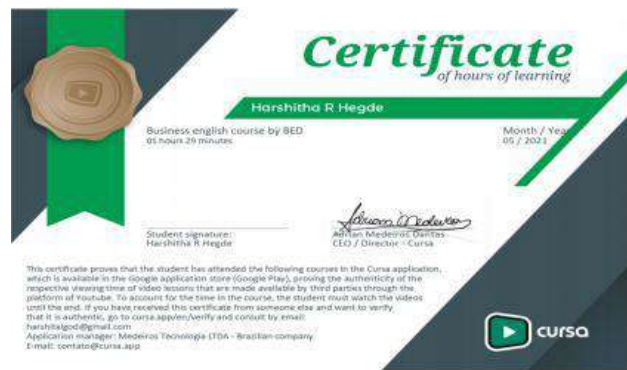 Certificate
of hours of learning
Harshitha R Hegde
Business english course by BED
05 hours 29 minutes
Month / Year
05 / 2021
Student signature:
Harshitha R Hegde
Adrian Medeiros Dantas
CEO / Director - Cursa
This certificate proves that the student has attended the following courses in the Cursa application,
which is available in the Google application store (Google Play), proving the authenticity of the
respective viewing time of video lessons that are made available by third parties through the
platform of Youtube. To account for the time in the course, the student must watch the videos
until the end. If you have received this certificate from someone else and want to verify
that it is authentic, go to cursa.app/en/verify and consult by email:
@gmail.com
Application manager: Medeiros Tecnologia LTDA - Brazilian company
E-mail: contato@cursa.app
cursa